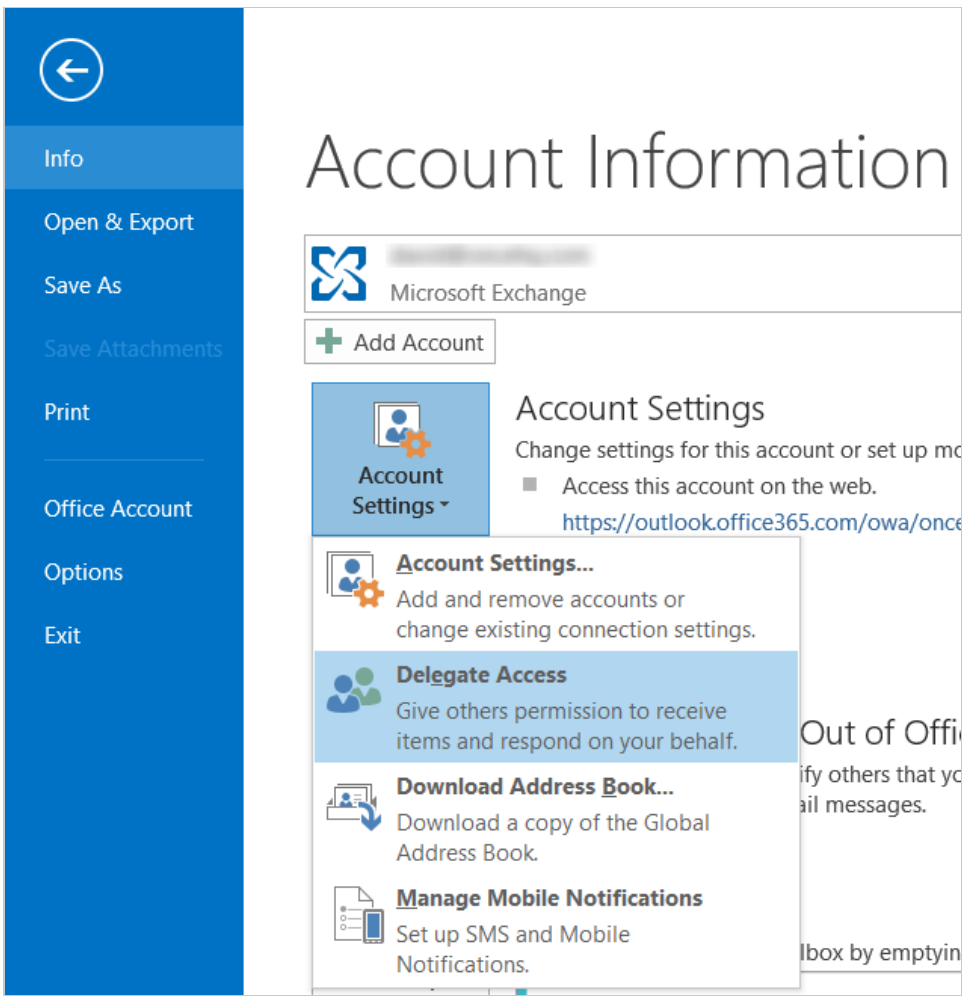 Info
Open & Export
Save As
Save Attachments
Print
Office Account
Options
Exit
Account Information
Microsoft Exchange
Add Account
Account
Settings
Account Settings
Change settings for this account or set up mo
Access this account on the web.
https://outlook.office365.com/owa/once
Account Settings...
Add and remove accounts or
change existing connection settings.
Delegate Access
Give others permission to receive
items and respond on your behalf.
Download Address Book...
Download a copy of the Global
Address Book.
Manage Mobile Notifications
Set up SMS and Mobile
Notifications.
Out of Offi
ify others that yo
ail messages.
lbox by emptyin